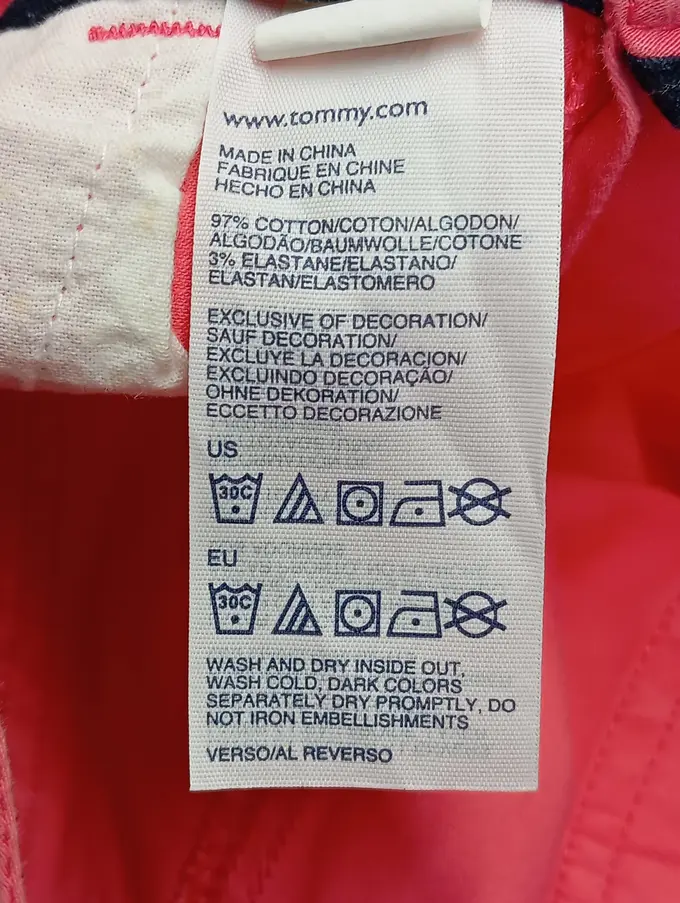 www.tommy.com
MADE IN CHINA
FABRIQUE EN CHINE
HECHO EN CHINA
97% COTTON/COTON/ALGODON/
ALGODÃO/BAUMWOLLE/COTONE
3% ELASTANE/ELASTANO/
ELASTAN/ELASTOMERO
EXCLUSIVE OF DECORATION/
SAUF DECORATION/
EXCLUYE LA DECORACION/
EXCLUINDO DECORAÇÃO/
OHNE DEKORATION/
ECCETTO DECORAZIONE
US
30C
EU
30C
WASH AND DRY INSIDE OUT,
WASH COLD, DARK COLORS
SEPARATELY DRY PROMPTLY, DO
NOT IRON EMBELLISHMENTS
VERSO/AL REVERSO